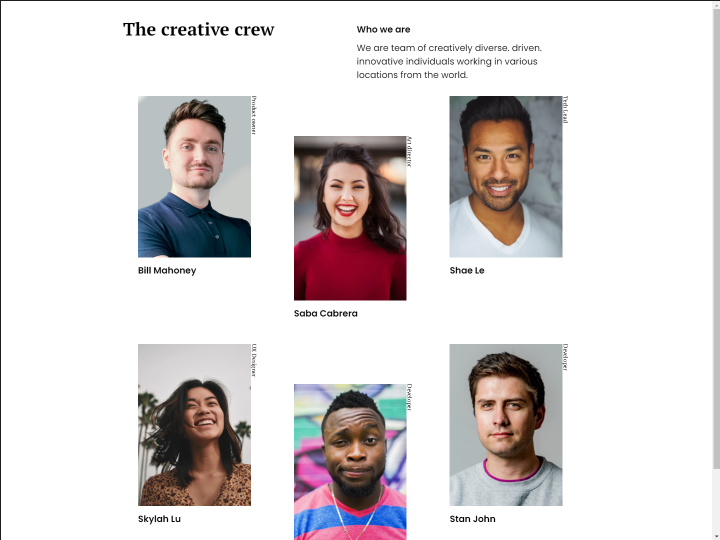 The creative crew
Who we are
We are team of creatively diverse. driven.
innovative individuals working in various
locations from the world.
Product owner
Bill Mahoney
Art director
Saba Cabrera
Tech Lead
Shae Le
UX Designer
Skylah Lu
Developer
Developer
Stan John